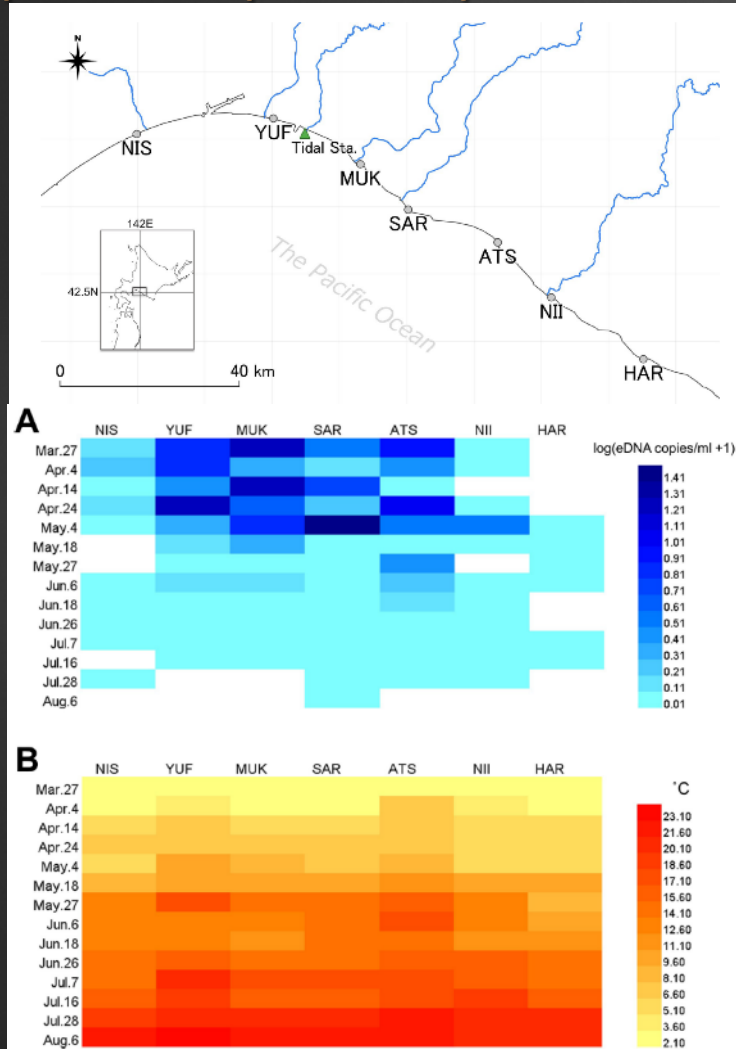 N
NIS
YUF
Tidal Sta.
MUK
SAR
ATS
NII
HAR
The Pacific Ocean
142E
42.5N
0 40 km
A
NIS YUF MUK SAR ATS NII HAR
log(eDNA copies/ml +1)
Mar.27
Apr.4
Apr.14
Apr.24
May.4
May.18
May.27
Jun.6
Jun.18
Jun.26
Jul.7
Jul.16
Jul.28
Aug.6
1.41
1.31
1.21
1.11
1.01
0.91
0.81
0.71
0.61
0.51
0.41
0.31
0.21
0.11
0.01
B
NIS YUF MUK SAR ATS NII HAR
°C
Mar.27
Apr.4
Apr.14
Apr.24
May.4
May.18
May.27
Jun.6
Jun.18
Jun.26
Jul.7
Jul.16
Jul.28
Aug.6
23.10
21.60
20.10
18.60
17.10
15.60
14.10
12.60
11.10
9.60
8.10
6.60
5.10
3.60
2.10